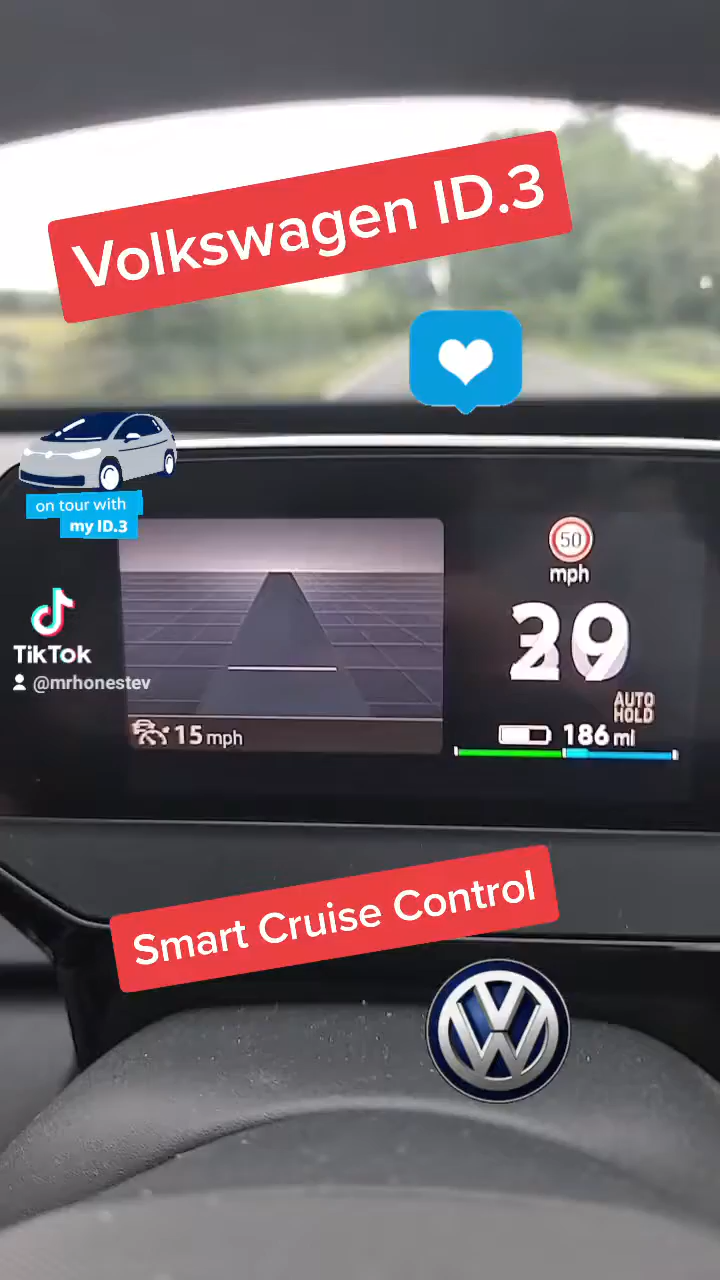 Volkswagen ID.3
on tour with
my ID.3
TikTok
@mrhonestev
50
mph
AUTO
HOLD
15 mph
186 mi
Smart Cruise Control